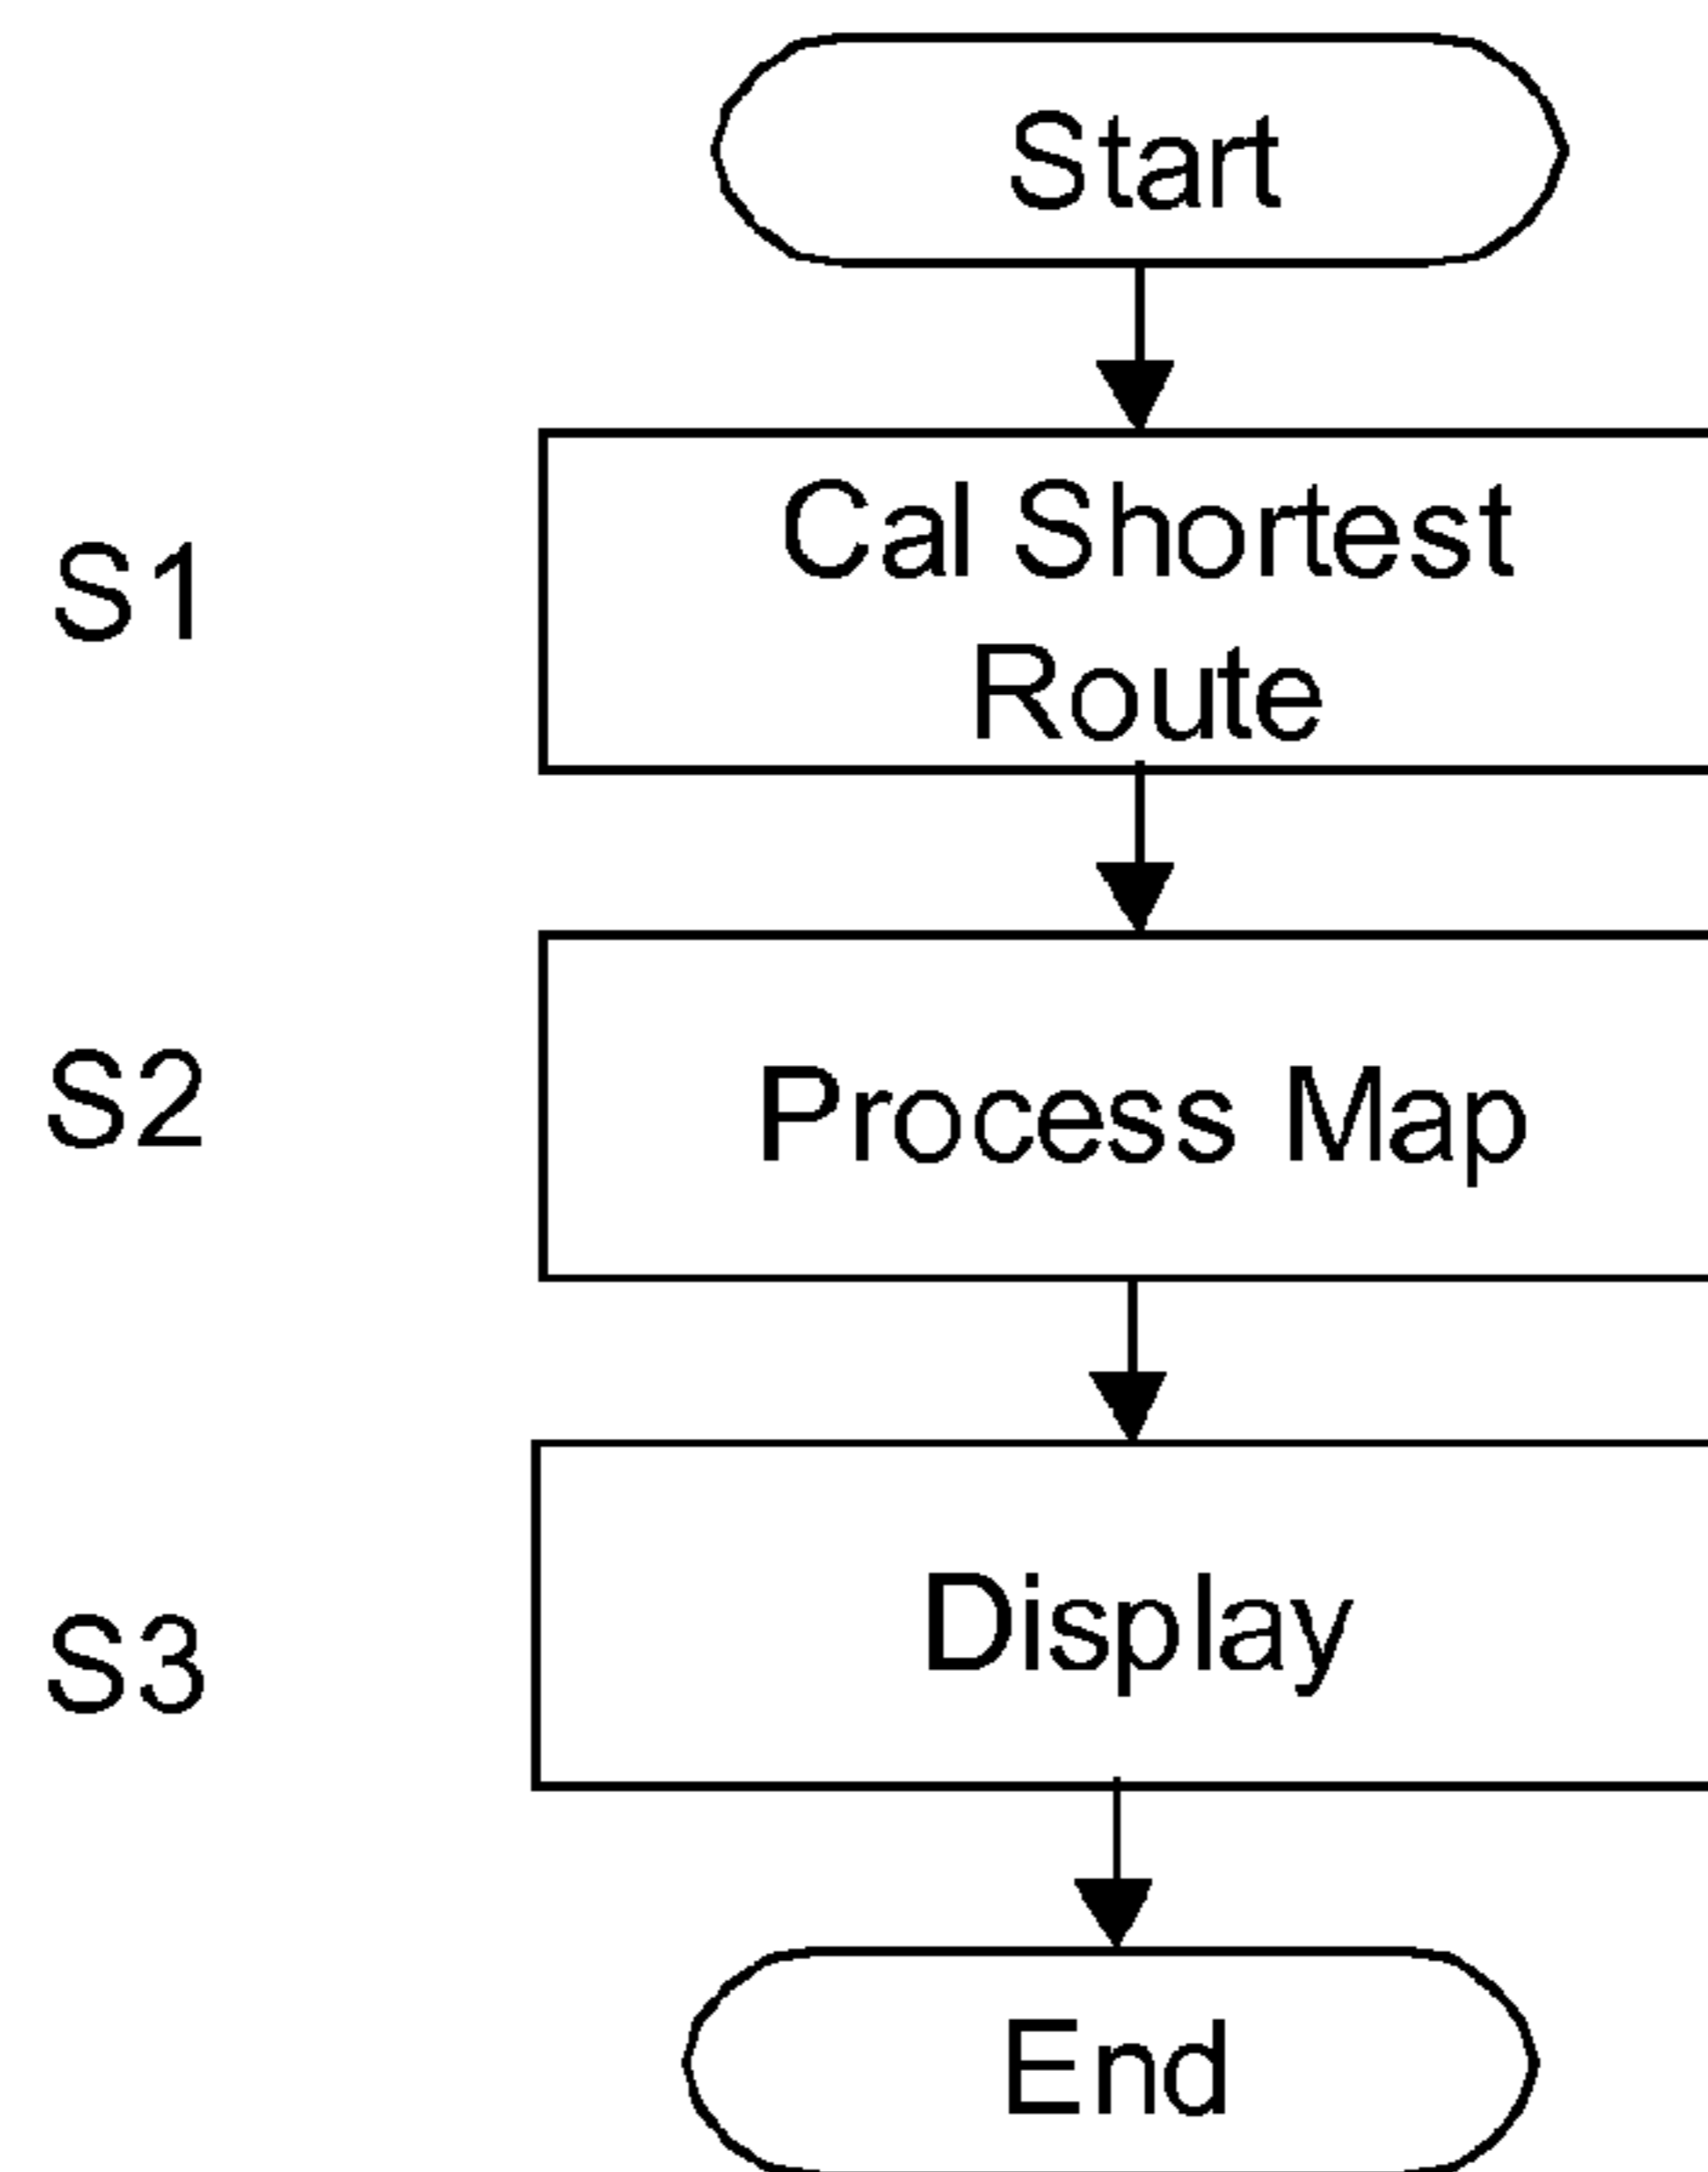 Start
S1
Cal Shortest
Route
S2
Process Map
S3
Display
End